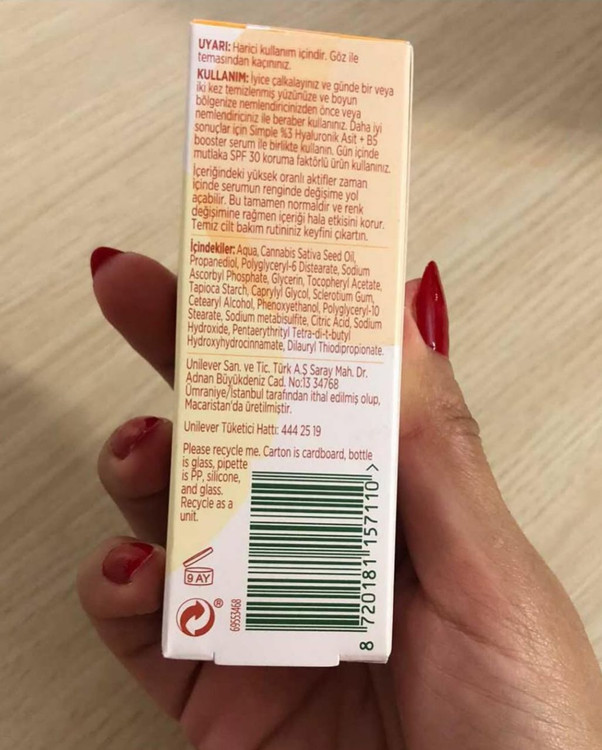 UYARI: Harici kullanım içindir. Göz ile
temasından kaçınınız.
KULLANIM: İyice çalkalayınız ve günde bir veya
iki kez temizlenmiş yüzünüze ve boyun
bölgenize nemlendiricinizden önce veya
nemlendiriciniz ile beraber kullanınız. Daha iyi
sonuçlar için Simple %3 Hyaluronik Asit + B5
booster serum ile birlikte kullanın. Gün içinde
mutlaka SPF 30 koruma faktörlü ürün kullanınız.
İçeriğindeki yüksek oranlı aktifler zaman
içinde serumun renginde değişime yol
açabilir. Bu tamamen normaldir ve renk
değişimine rağmen içeriği hala etkisini korur.
Temiz cilt bakım rutininiz keyfini çıkartın.
İçindekiler: Aqua, Cannabis Sativa Seed Oil,
Propanediol, Polyglyceryl-6 Distearate, Sodium
Ascorbyl Phosphate, Glycerin, Tocopheryl Acetate,
Tapioca Starch, Caprylyl Glycol, Sclerotium Gum,
Cetearyl Alcohol, Phenoxyethanol, Polyglyceryl-10
Stearate, Sodium metabisulfite, Citric Acid, Sodium
Hydroxide, Pentaerythrityl Tetra-di-t-butyl
Hydroxyhydrocinnamate, Dilauryl Thiodipropionate.
Unilever San. ve Tic. Türk A.Ş Saray Mah. Dr.
Adnan Büyükdeniz Cad. No:13 34768
Ümraniye/İstanbul tarafından ithal edilmiş olup,
Macaristan'da üretilmiştir.
Unilever Tüketici Hattı: 444 25 19
Please recycle me. Carton is cardboard, bottle
is glass, pipette
is PP, silicone,
and glass.
Recycle as a
unit.
9 AY
69553468
8 720181 157110 >